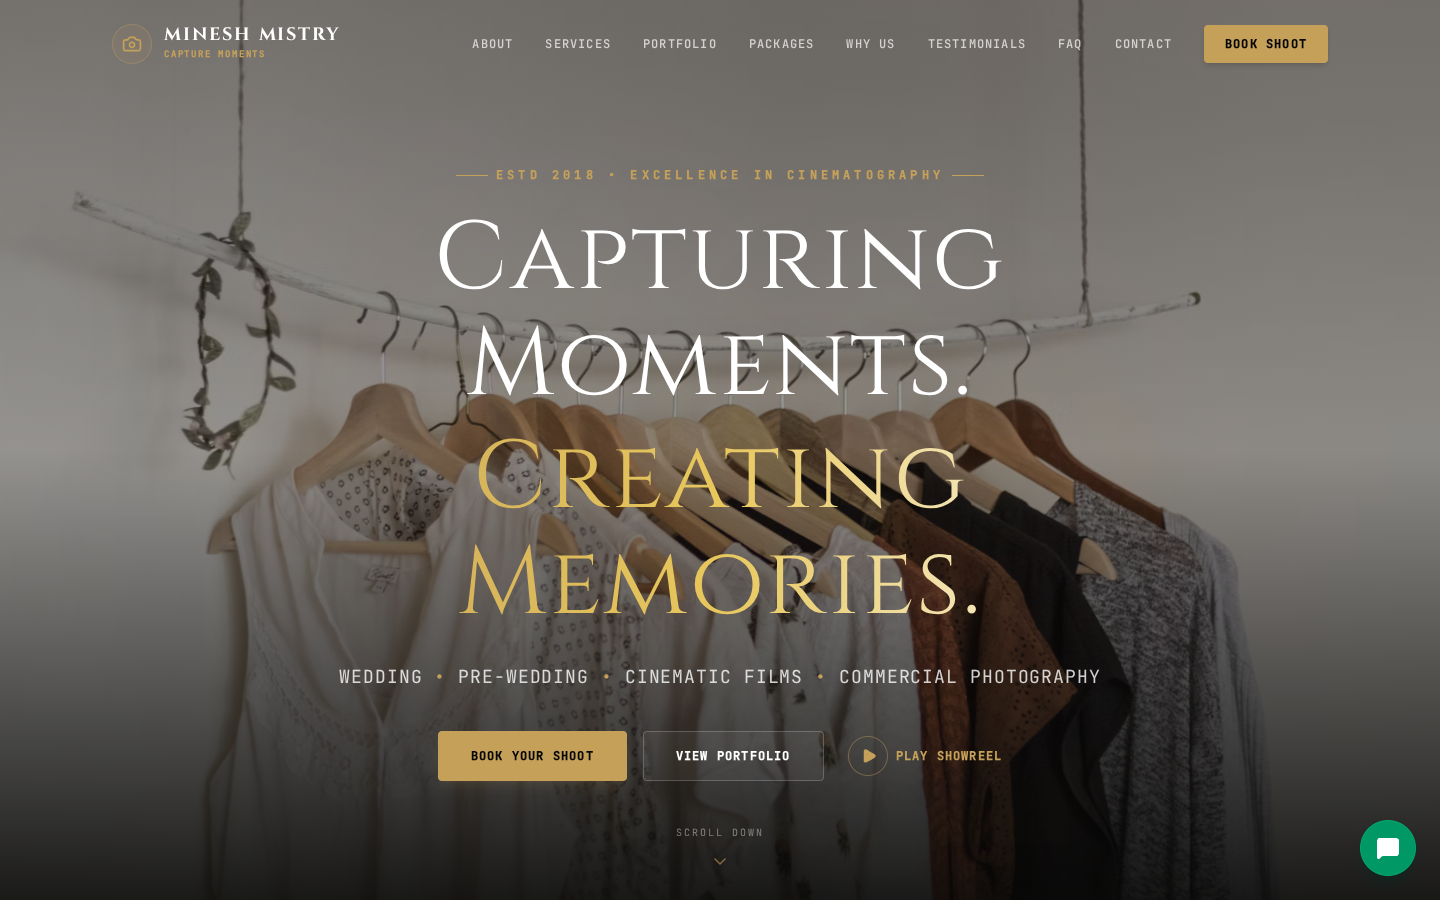 MINESH MISTRY
CAPTURE MOMENTS
ABOUT SERVICES PORTFOLIO PACKAGES WHY US TESTIMONIALS FAQ CONTACT BOOK SHOOT
ESTD 2018 • EXCELLENCE IN CINEMATOGRAPHY
CAPTURING
MOMENTS.
CREATING
MEMORIES.
WEDDING • PRE-WEDDING • CINEMATIC FILMS • COMMERCIAL PHOTOGRAPHY
BOOK YOUR SHOOT VIEW PORTFOLIO PLAY SHOWREEL
SCROLL DOWN